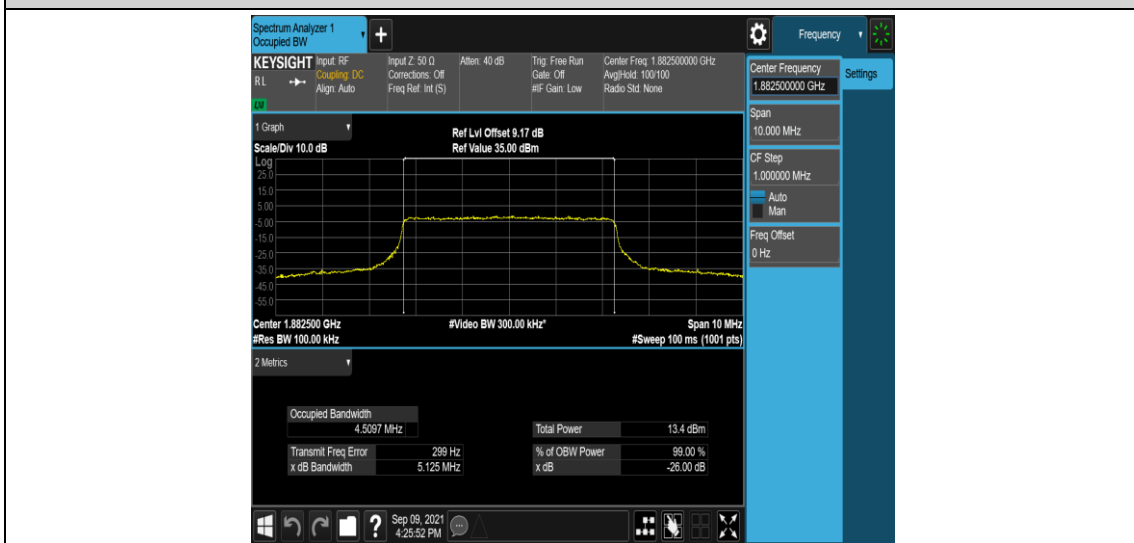 Spectrum Analyzer 1
Occupied BW
Frequency
KEYSIGHT
RL
LXI
Input: RF
Coupling: DC
Align: Auto
Input Z: 50 Ω
Corrections: Off
Freq Ref: Int (S)
Atten: 40 dB
Trig: Free Run
Gate: Off
#IF Gain: Low
Center Freq: 1.882500000 GHz
Avg|Hold: 100/100
Radio Std: None
Center Frequency
1.882500000 GHz
Settings
Span
10.000 MHz
CF Step
1.000000 MHz
Auto
Man
Freq Offset
0 Hz
1 Graph
Scale/Div 10.0 dB
Ref Lvl Offset 9.17 dB
Ref Value 35.00 dBm
Log
25.0
15.0
5.00
-5.00
-15.0
-25.0
-35.0
-45.0
-55.0
Center 1.882500 GHz
#Video BW 300.00 kHz*
Span 10 MHz
#Res BW 100.00 kHz
#Sweep 100 ms (1001 pts)
2 Metrics
Occupied Bandwidth
4.5097 MHz
Total Power 13.4 dBm
Transmit Freq Error 299 Hz
% of OBW Power 99.00 %
x dB Bandwidth 5.125 MHz
x dB -26.00 dB
?
Sep 09, 2021
4:25:52 PM